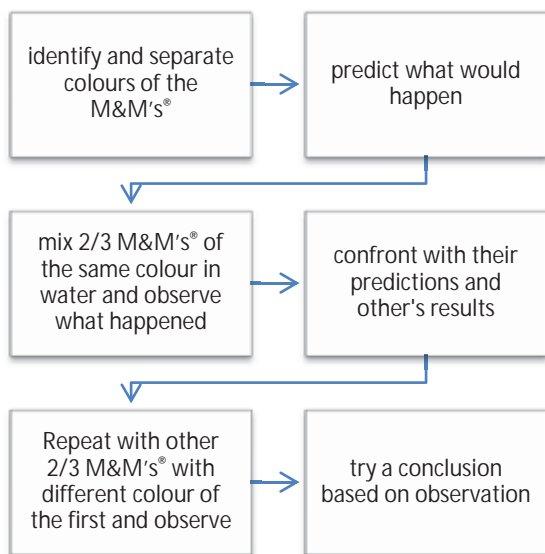 identify and separate
colours of the
M&M's®
predict what would
happen
mix 2/3 M&M's® of
the same colour in
water and observe
what happened
confront with their
predictions and
other's results
Repeat with other
2/3 M&M's® with
different colour of
the first and observe
try a conclusion
based on observation